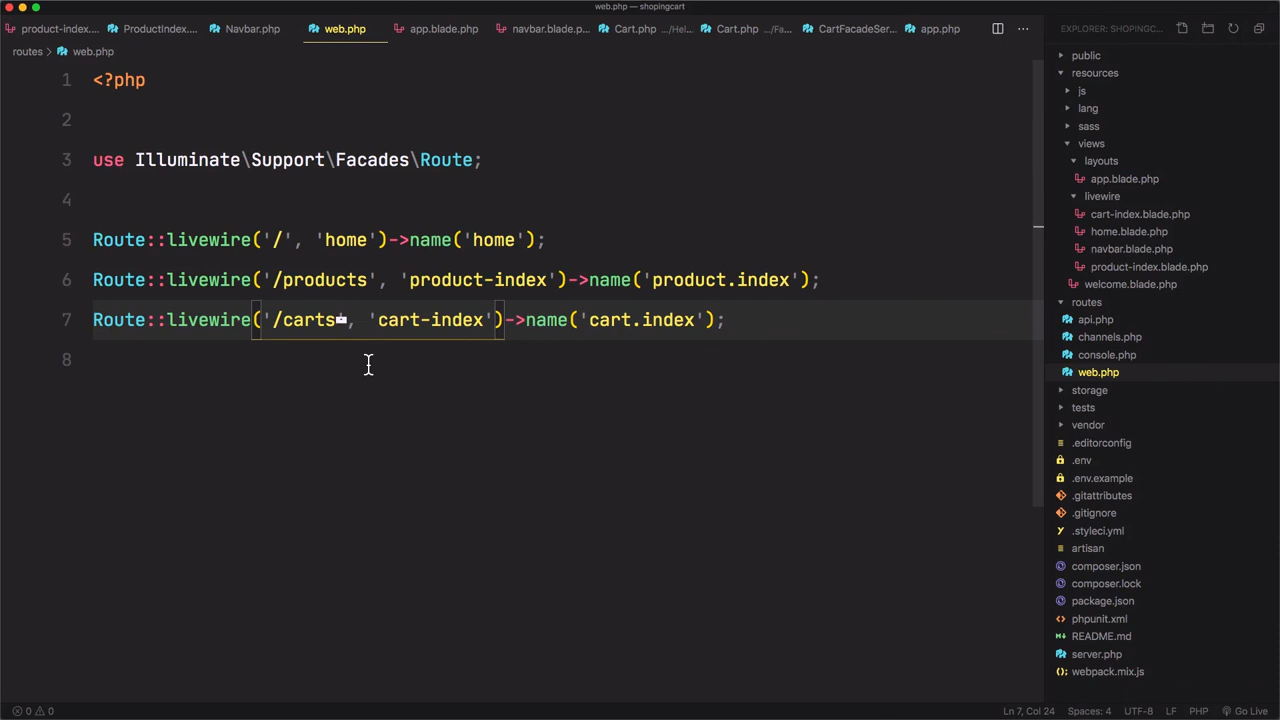 web.php — shopingcart
product-index.... ProductIndex.... Navbar.php web.php app.blade.php navbar.blade.p... Cart.php .../Hel... Cart.php .../Fa... CartFacadeSer... app.php
EXPLORER: SHOPINGC...
routes > web.php
1 <?php
2
3 use Illuminate\Support\Facades\Route;
4
5 Route::livewire('/', 'home')->name('home');
6 Route::livewire('/products', 'product-index')->name('product.index');
7 Route::livewire('/carts', 'cart-index')->name('cart.index');
8
public
resources
js
lang
sass
views
layouts
app.blade.php
livewire
cart-index.blade.php
home.blade.php
navbar.blade.php
product-index.blade.php
welcome.blade.php
routes
api.php
channels.php
console.php
web.php
storage
tests
vendor
.editorconfig
.env
.env.example
.gitattributes
.gitignore
.styleci.yml
artisan
composer.json
composer.lock
package.json
phpunit.xml
README.md
server.php
webpack.mix.js
0 0 Ln 7, Col 24 Spaces: 4 UTF-8 LF PHP Go Live